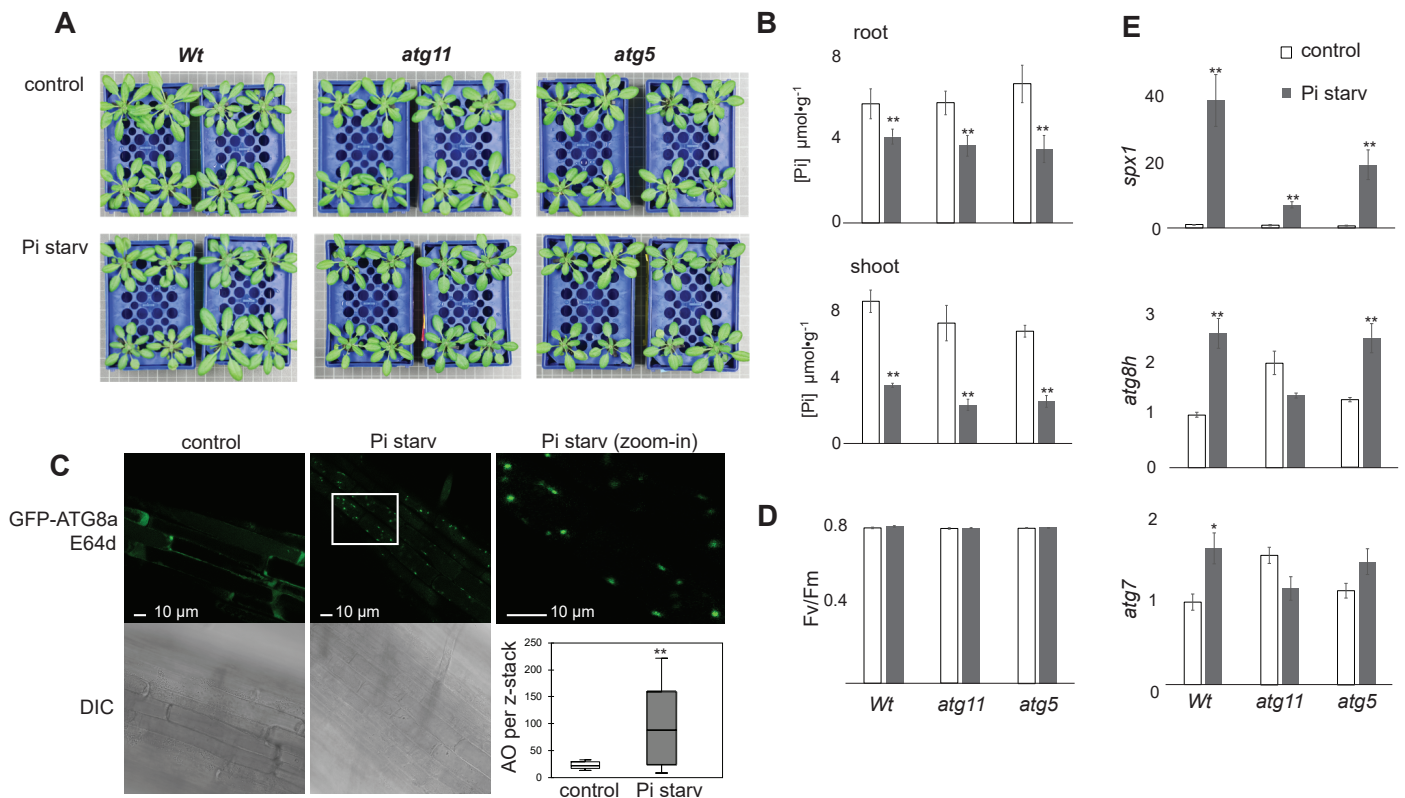 A
Wt
atg11
atg5
control
Pi starv
B
root
8
4
0
[Pi] µmol•g-1
** ** **
shoot
8
4
0
[Pi] µmol•g-1
** ** **
C
control
Pi starv
Pi starv (zoom-in)
GFP-ATG8a
E64d
10 µm
10 µm
10 µm
DIC
AO per z-stack
250
200
150
100
50
0
**
control
Pi starv
D
Fv/Fm
0.8
0.4
Wt
atg11
atg5
E
control
Pi starv
spx1
40
20
0
** ** **
atg8h
3
2
1
0
** **
atg7
2
1
0
*
Wt
atg11
atg5